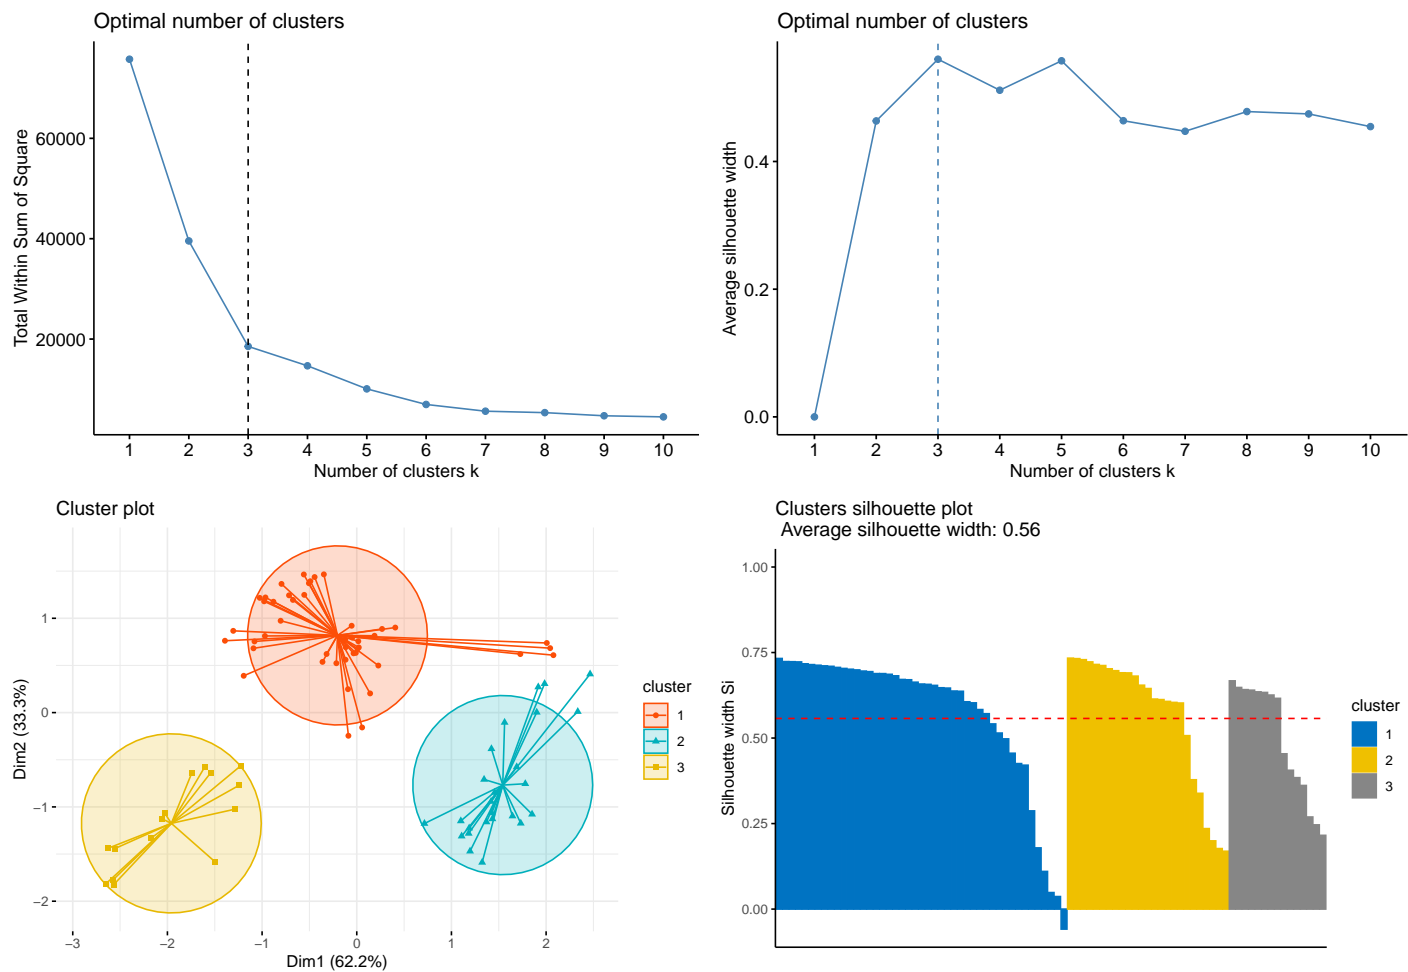 Optimal number of clusters
Total Within Sum of Square
60000
40000
20000
1 2 3 4 5 6 7 8 9 10
Number of clusters k
Optimal number of clusters
Average silhouette width
0.4
0.2
0.0
1 2 3 4 5 6 7 8 9 10
Number of clusters k
Cluster plot
Dim2 (33.3%)
1
0
−1
−2
−3 −2 −1 0 1 2
Dim1 (62.2%)
cluster
1
2
3
Clusters silhouette plot
Average silhouette width: 0.56
Silhouette width Si
1.00
0.75
0.50
0.25
0.00
cluster
1
2
3